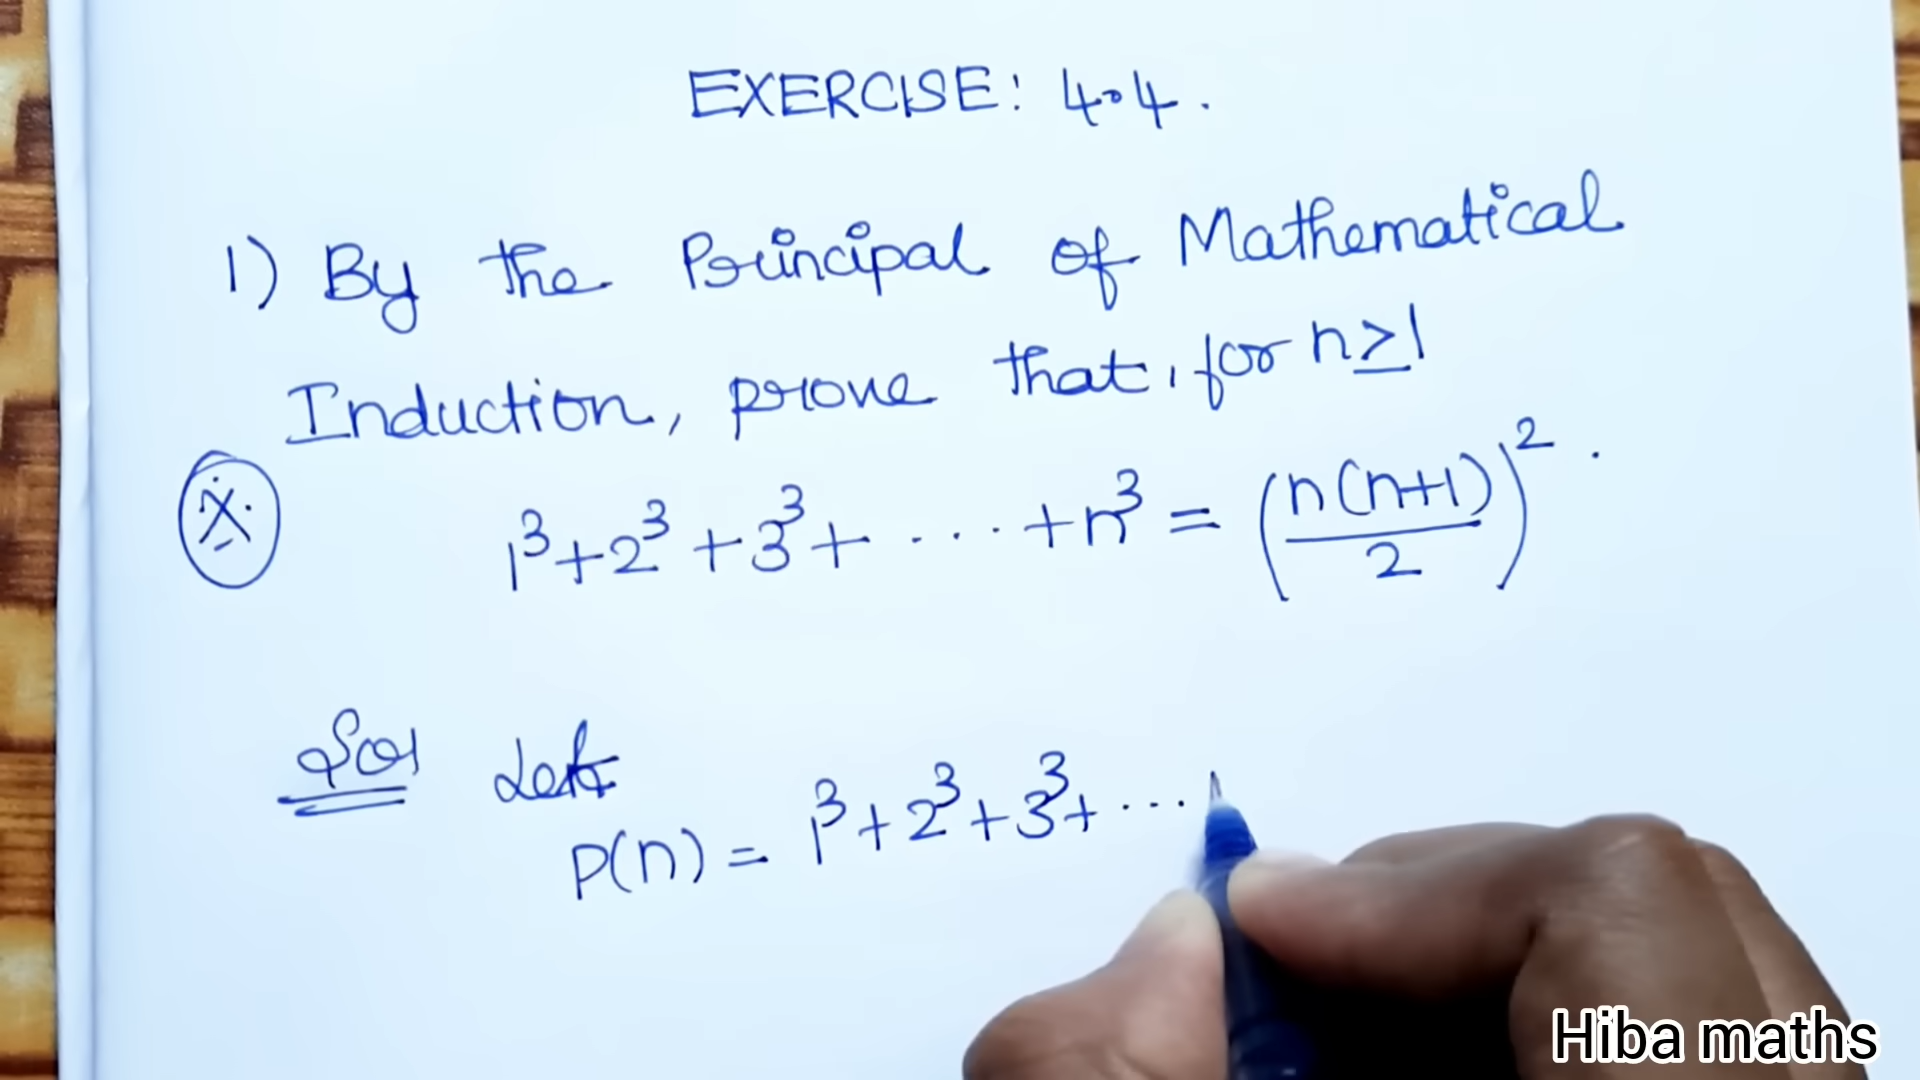 EXERCISE: 4.4.
1) By the Principal of Mathematical
Induction, prove that, for n≥1
1³+2³+3³+ .... +n³ = (n(n+1)/2)².
Sol Let
P(n) = 1³+2³+3³+ ....
Hiba maths